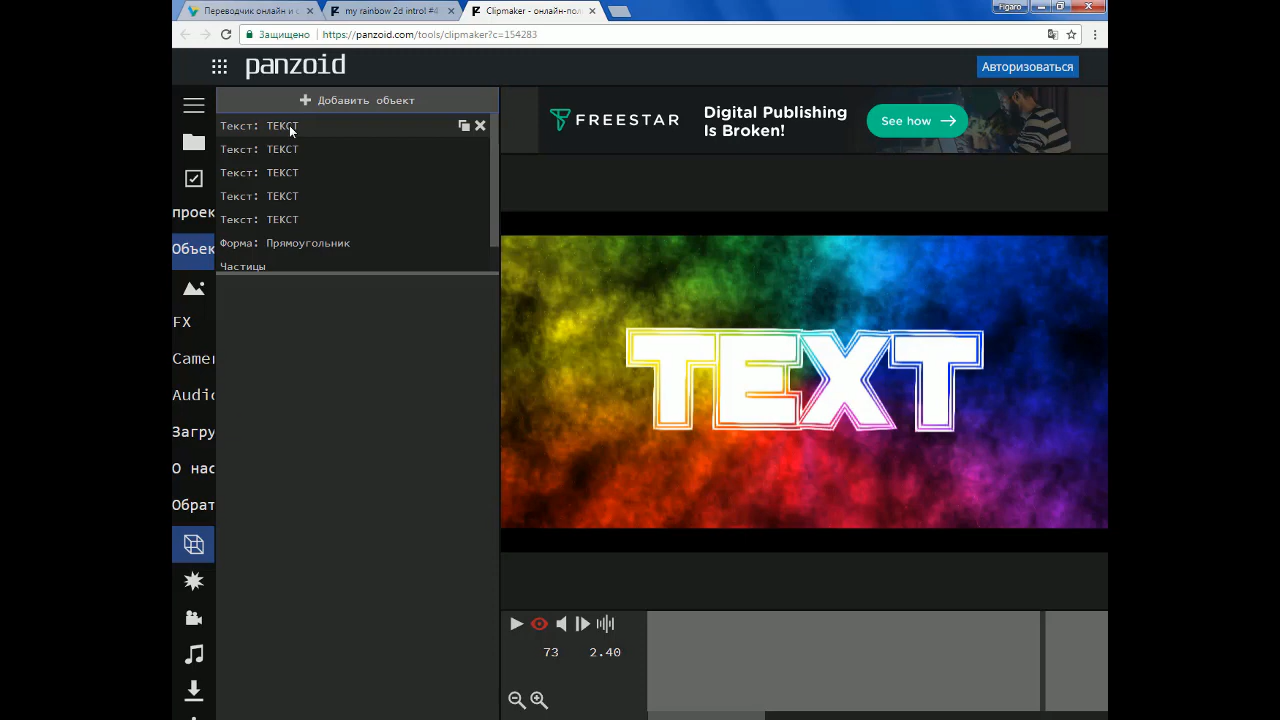 Переводчик онлайн и с
my rainbow 2d intro! #4
Clipmaker - онлайн-пол
Figaro
Защищено
https://panzoid.com/tools/clipmaker?c=154283
panzoid
Авторизоваться
Добавить объект
Текст: ТЕКСТ
Текст: ТЕКСТ
Текст: ТЕКСТ
Текст: ТЕКСТ
Текст: ТЕКСТ
Форма: Прямоугольник
Частицы
проек
Объек
FX
Camer
Audio
Загру
О нас
Обрат
FREESTAR
Digital Publishing
Is Broken!
See how
TEXT
73 2.40